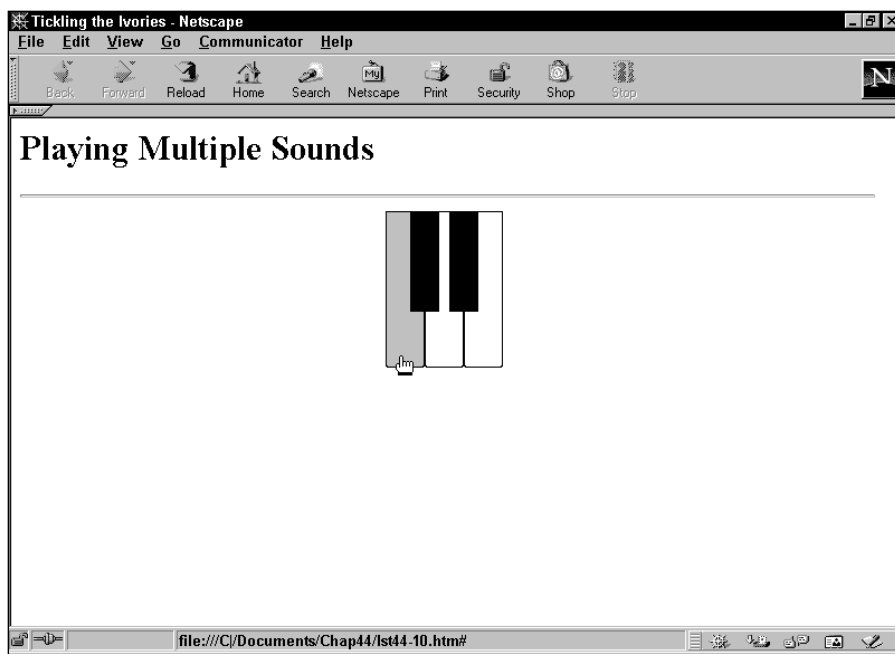 Tickling the Ivories - Netscape
File Edit View Go Communicator Help
My
Back Forward Reload Home Search Netscape Print Security Shop Stop
N
Playing Multiple Sounds
file:///C|/Documents/Chap44/lst44-10.htm#